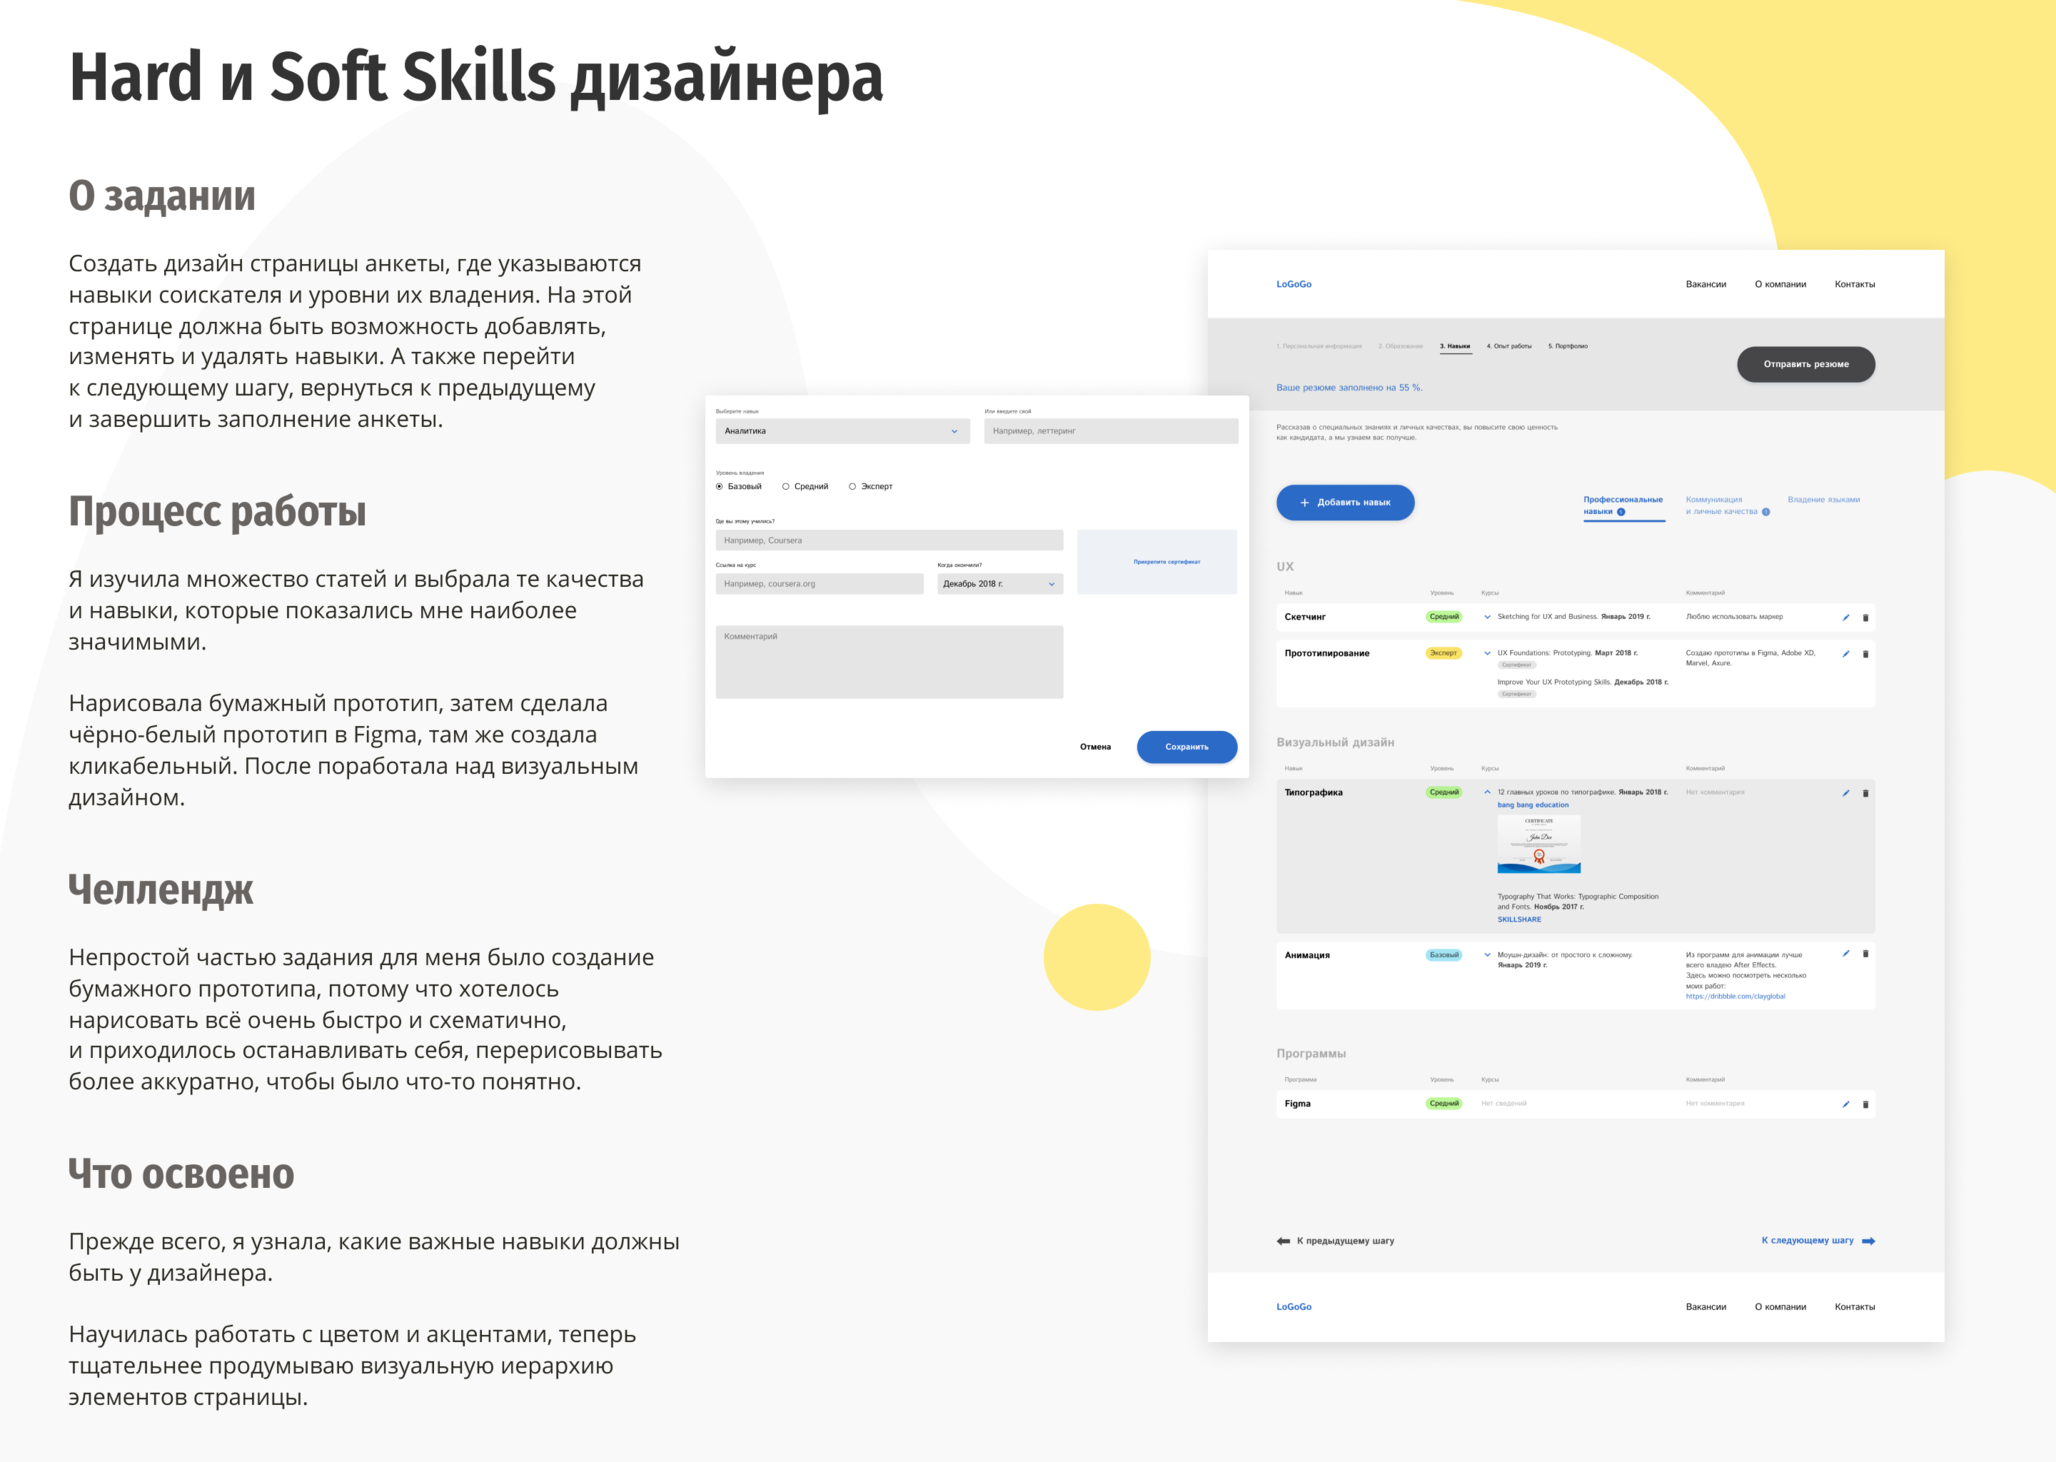 Hard и Soft Skills дизайнера
О задании
Создать дизайн страницы анкеты, где указываются
навыки соискателя и уровни их владения. На этой
странице должна быть возможность добавлять,
изменять и удалять навыки. А также перейти
к следующему шагу, вернуться к предыдущему
и завершить заполнение анкеты.
Процесс работы
Я изучила множество статей и выбрала те качества
и навыки, которые показались мне наиболее
значимыми.
Нарисовала бумажный прототип, затем сделала
чёрно-белый прототип в Figma, там же создала
кликабельный. После поработала над визуальным
дизайном.
Челлендж
Непростой частью задания для меня было создание
бумажного прототипа, потому что хотелось
нарисовать всё очень быстро и схематично,
и приходилось останавливать себя, перерисовывать
более аккуратно, чтобы было что-то понятно.
Что освоено
Прежде всего, я узнала, какие важные навыки должны
быть у дизайнера.
Научилась работать с цветом и акцентами, теперь
тщательнее продумываю визуальную иерархию
элементов страницы.
Выберите навык
Или введите свой
Аналитика
Например, леттеринг
Уровень владения
Базовый
Средний
Эксперт
Где вы этому учились?
Например, Coursera
Прикрепите сертификат
Ссылка на курс
Когда окончили?
Например, coursera.org
Декабрь 2018 г.
Комментарий
Отмена
Сохранить
LoGoGo
Вакансии
О компании
Контакты
1. Персональная информация
2. Образование
3. Навыки
4. Опыт работы
5. Портфолио
Отправить резюме
Ваше резюме заполнено на 55 %.
Рассказав о специальных знаниях и личных качествах, вы повысите свою ценность
как кандидата, а мы узнаем вас получше.
+ Добавить навык
Профессиональные
навыки
Коммуникация
и личные качества
Владение языками
UX
Навык
Уровень
Курсы
Комментарий
Скетчинг
Средний
Sketching for UX and Business. Январь 2019 г.
Люблю использовать маркер
Прототипирование
Эксперт
UX Foundations: Prototyping. Март 2018 г.
Сертификат
Improve Your UX Prototyping Skills. Декабрь 2018 г.
Сертификат
Создаю прототипы в Figma, Adobe XD,
Marvel, Axure.
Визуальный дизайн
Навык
Уровень
Курсы
Комментарий
Типографика
Средний
12 главных уроков по типографике. Январь 2018 г.
bang bang education
Нет комментария
CERTIFICATE
John Doe
Typography That Works: Typographic Composition
and Fonts. Ноябрь 2017 г.
SKILLSHARE
Анимация
Базовый
Моушн-дизайн: от простого к сложному.
Январь 2019 г.
Из программ для анимации лучше
всего владею After Effects.
Здесь можно посмотреть несколько
моих работ:
https://dribbble.com/clayglobal
Программы
Программа
Уровень
Курсы
Комментарий
Figma
Средний
Нет сведений
Нет комментария
К предыдущему шагу
К следующему шагу
LoGoGo
Вакансии
О компании
Контакты